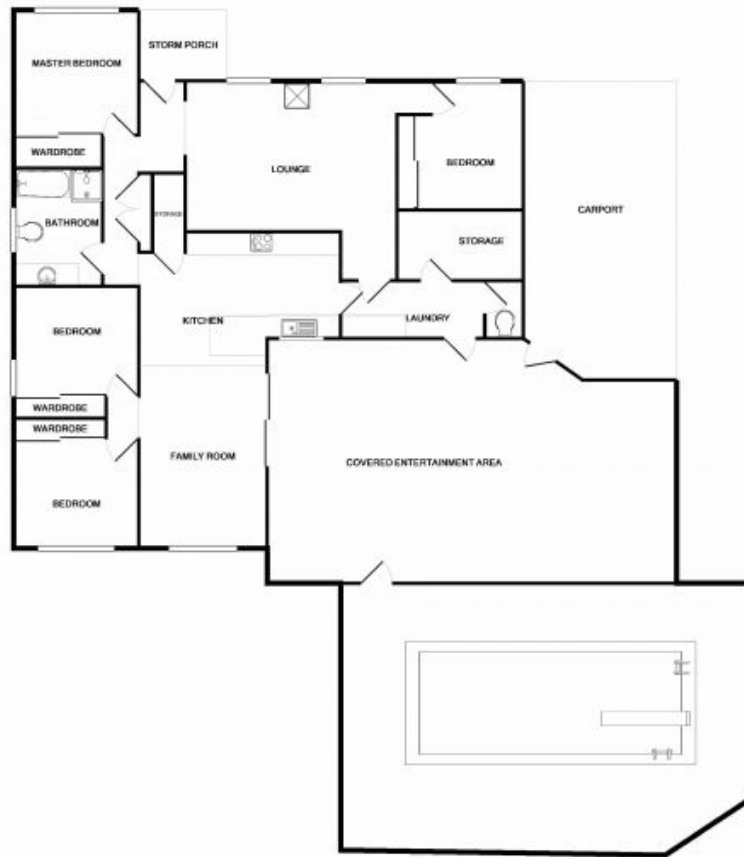 STORM PORCH
MASTER BEDROOM
WARDROBE
LOUNGE
BEDROOM
CARPORT
STORAGE
BATHROOM
STORAGE
KITCHEN
LAUNDRY
BEDROOM
WARDROBE
WARDROBE
FAMILY ROOM
COVERED ENTERTAINMENT AREA
BEDROOM